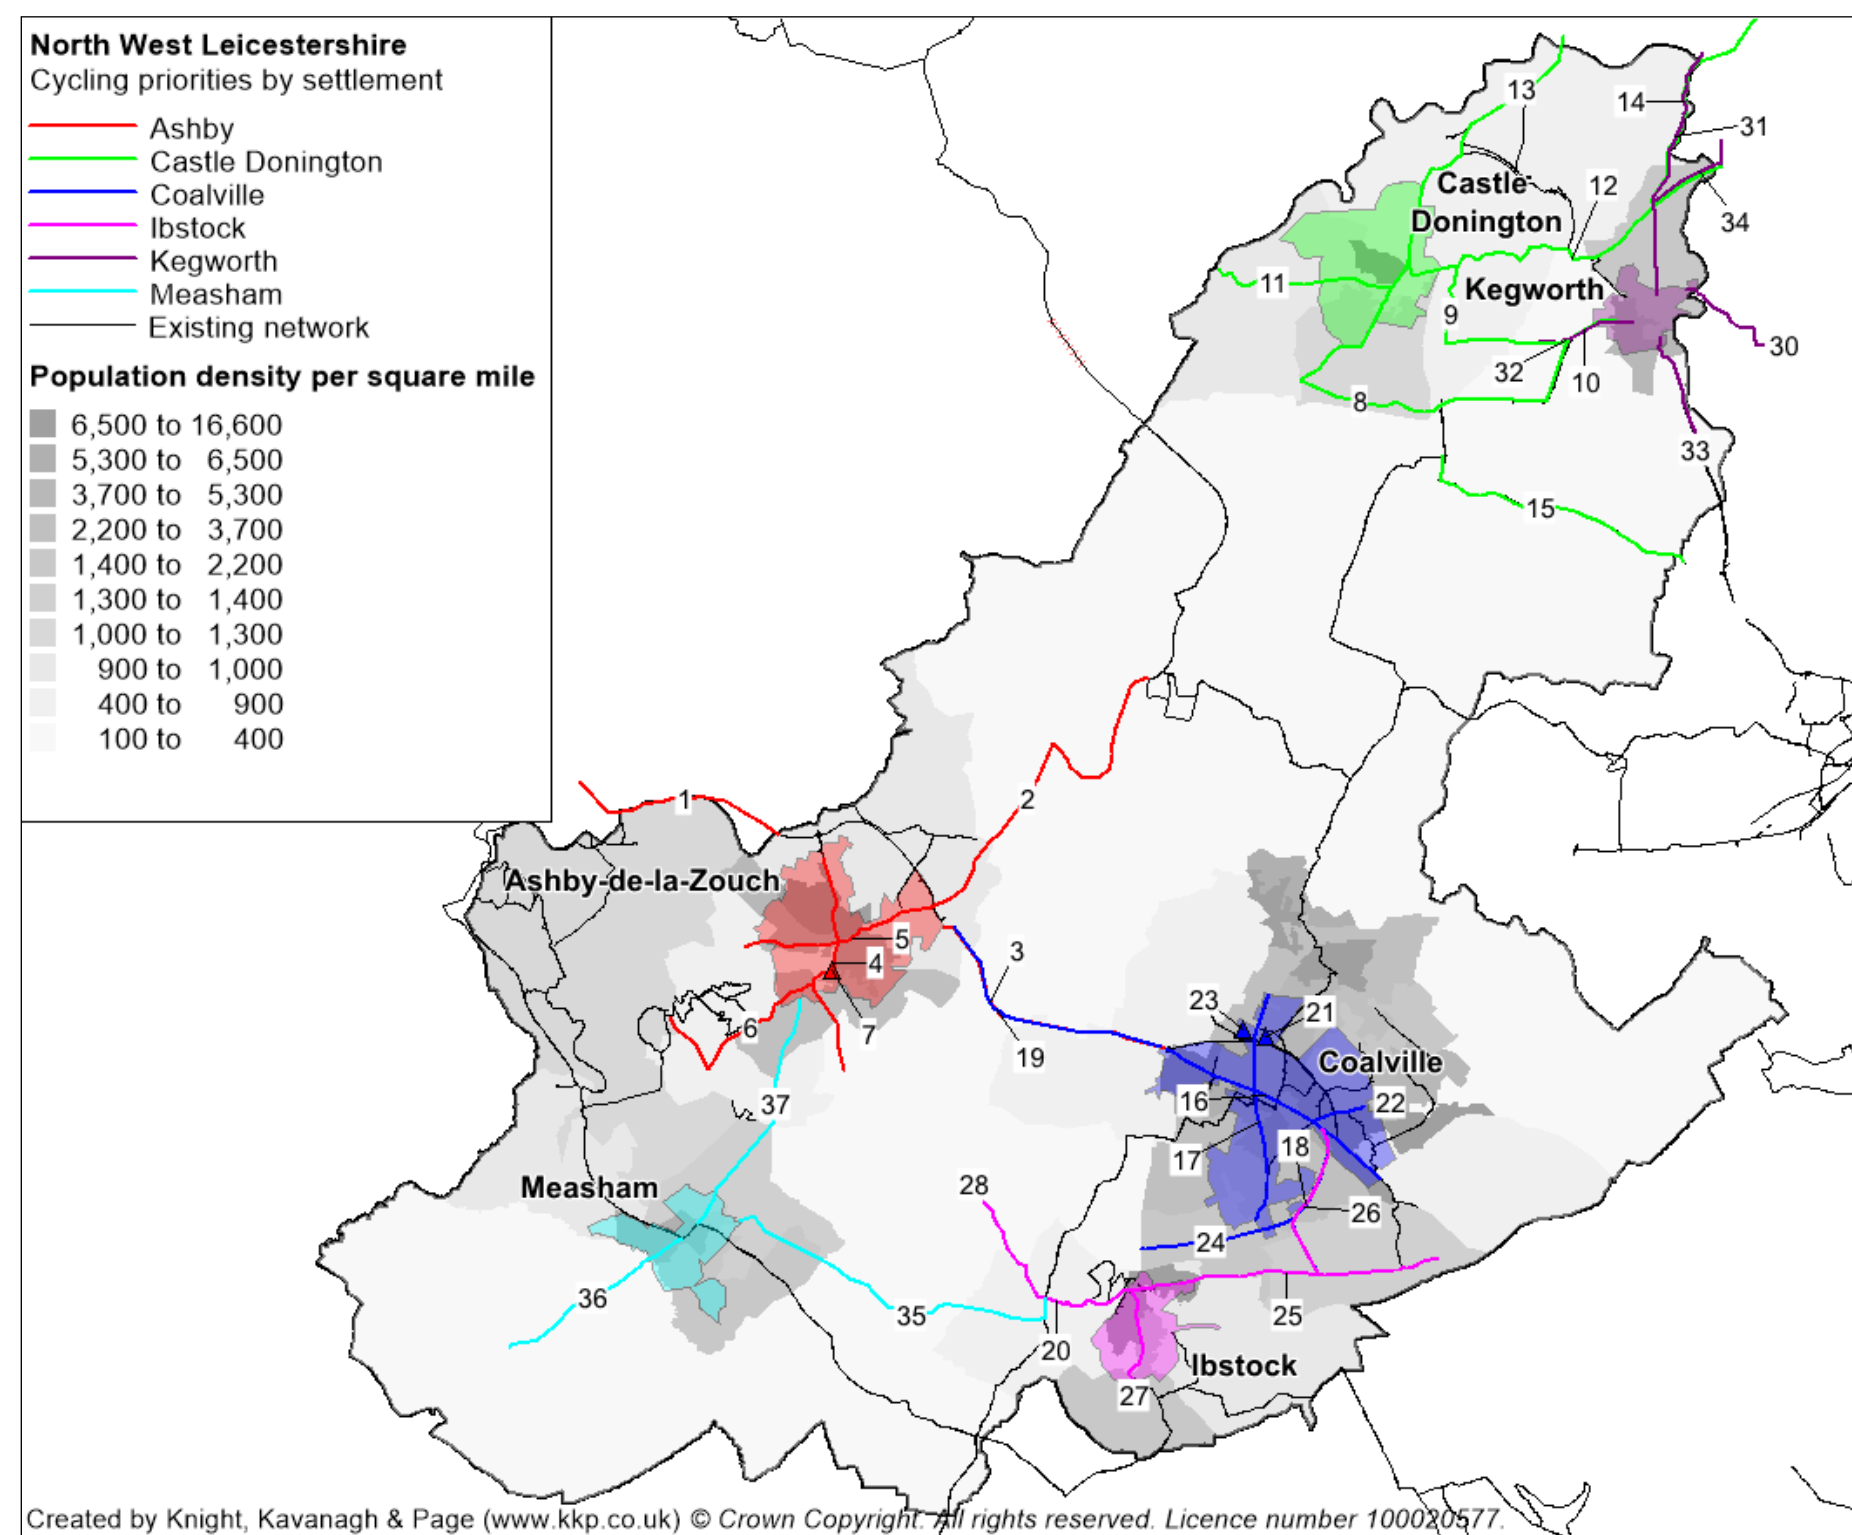 North West Leicestershire
Cycling priorities by settlement
Ashby
Castle Donington
Coalville
Ibstock
Kegworth
Measham
Existing network
Population density per square mile
6,500 to 16,600
5,300 to 6,500
3,700 to 5,300
2,200 to 3,700
1,400 to 2,200
1,300 to 1,400
1,000 to 1,300
900 to 1,000
400 to 900
100 to 400
13
14
31
Castle
Donington
12
34
11
Kegworth
9
30
32
10
8
33
15
1
2
Ashby-de-la-Zouch
5
3
4
23
21
6
7
19
Coalville
37
16
22
17
18
Measham
28
26
24
36
35
25
20
Ibstock
27
Created by Knight, Kavanagh & Page (www.kkp.co.uk) © Crown Copyright. All rights reserved. Licence number 100020577.